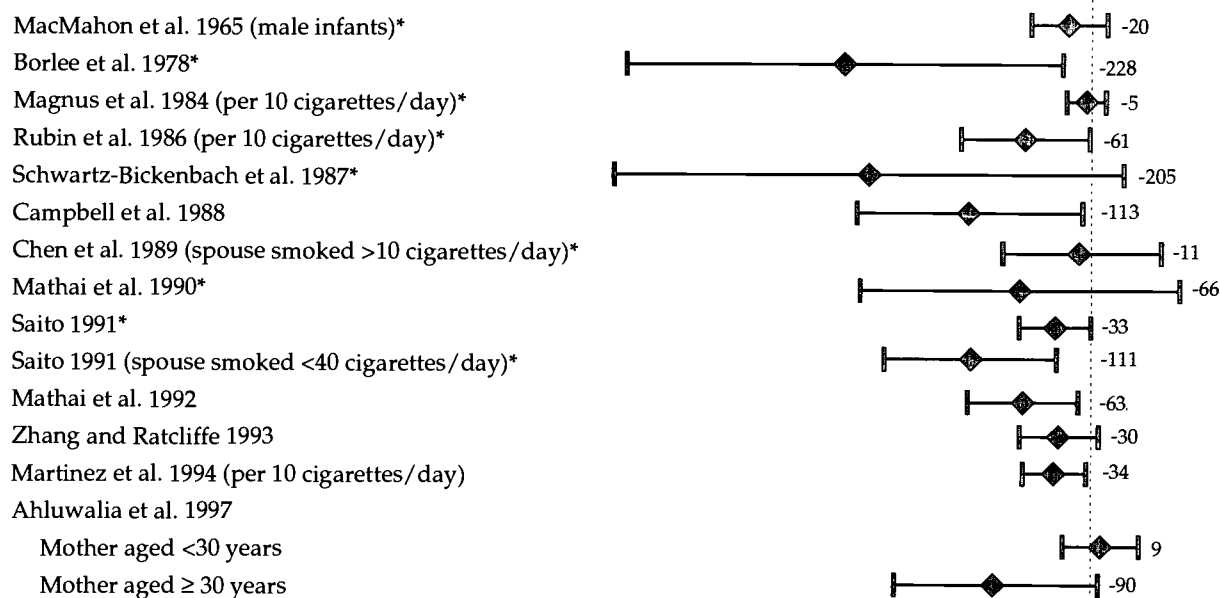 MacMahon et al. 1965 (male infants)* -20
Borlee et al. 1978* -228
Magnus et al. 1984 (per 10 cigarettes/day)* -5
Rubin et al. 1986 (per 10 cigarettes/day)* -61
Schwartz-Bickenbach et al. 1987* -205
Campbell et al. 1988 -113
Chen et al. 1989 (spouse smoked >10 cigarettes/day)* -11
Mathai et al. 1990* -66
Saito 1991* -33
Saito 1991 (spouse smoked <40 cigarettes/day)* -111
Mathai et al. 1992 -63
Zhang and Ratcliffe 1993 -30
Martinez et al. 1994 (per 10 cigarettes/day) -34
Ahluwalia et al. 1997
Mother aged <30 years 9
Mother aged ≥ 30 years -90